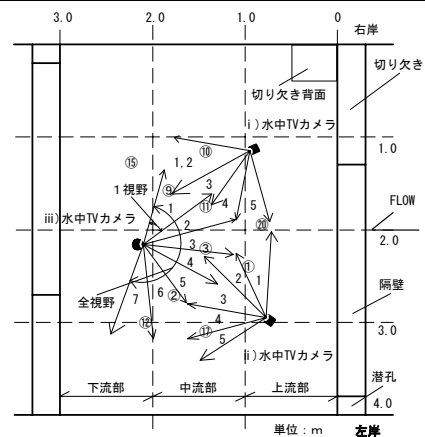 3.0 2.0 1.0 0
右岸
切り欠き
切り欠き背面
ⅰ)水中TVカメラ
1.0
⑩
⑮
1,2
1視野
⑨
3
4
5
1
⑪
2
FLOW
ⅲ)水中TVカメラ
⑳
2.0
3
③
4
①
2
1
5
全視野
6
②
3
隔壁
7
⑱
4
⑰
3.0
5
ⅱ)水中TVカメラ
潜孔
下流部 中流部 上流部
4.0
単位:m 左岸